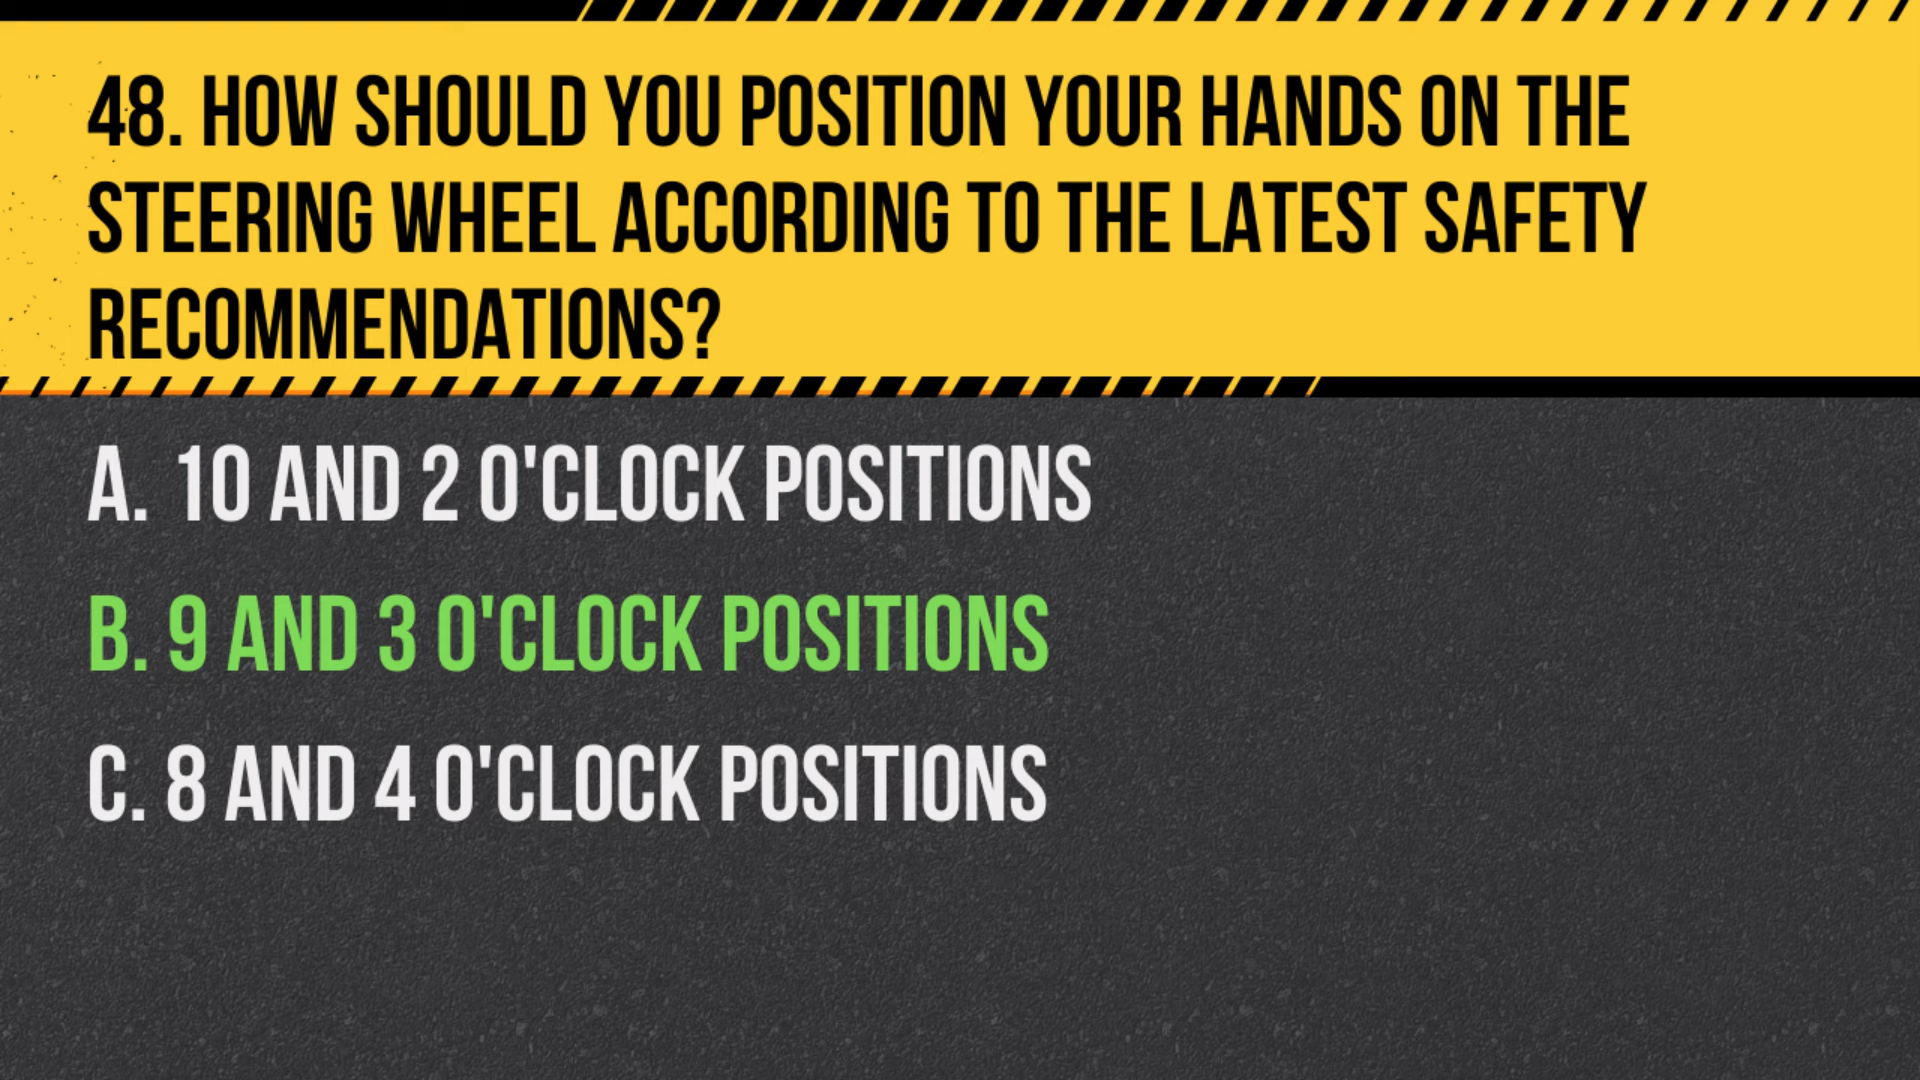 48. HOW SHOULD YOU POSITION YOUR HANDS ON THE
STEERING WHEEL ACCORDING TO THE LATEST SAFETY
RECOMMENDATIONS?
A. 10 AND 2 O'CLOCK POSITIONS
B. 9 AND 3 O'CLOCK POSITIONS
C. 8 AND 4 O'CLOCK POSITIONS